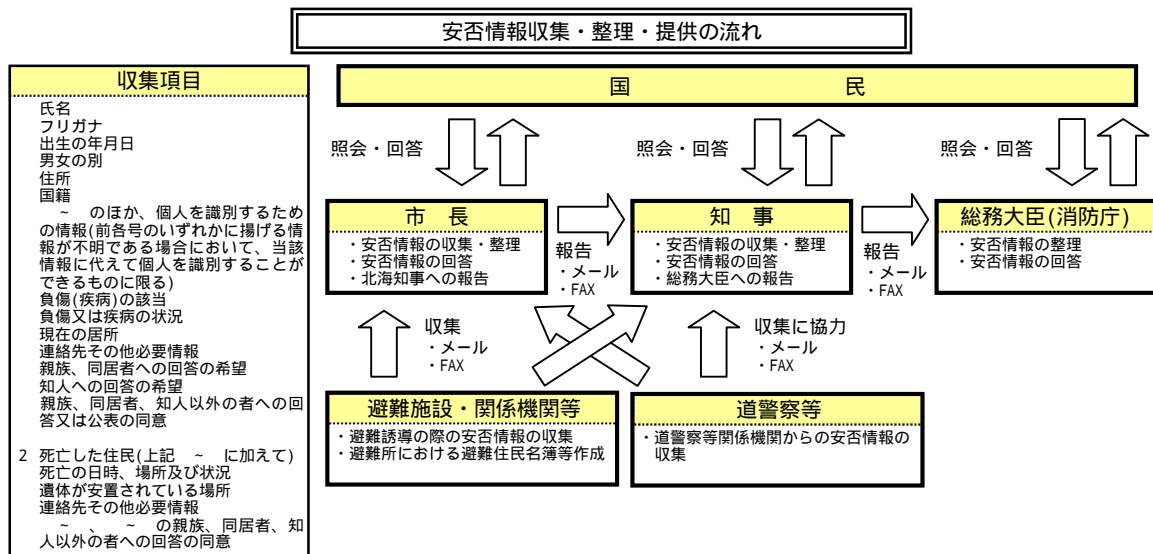 安否情報収集・整理・提供の流れ
収集項目
氏名
フリガナ
出生の年月日
男女の別
住所
国籍
～ のほか、個人を識別するため
の情報(前各号のいずれかに揚げる情
報が不明である場合において、当該
情報に代えて個人を識別することが
できるものに限る)
負傷(疾病)の該当
負傷又は疾病の状況
現在の居所
連絡先その他必要情報
親族、同居者への回答の希望
知人への回答の希望
親族、同居者、知人以外の者への回
答又は公表の同意
2 死亡した住民(上記 ～ に加えて)
死亡の日時、場所及び状況
遺体が安置されている場所
連絡先その他必要情報
～ 、 ～ の親族、同居者、知
人以外の者への回答の同意
国 民
照会・回答
照会・回答
照会・回答
市 長
・安否情報の収集・整理
・安否情報の回答
・北海知事への報告
報告
・メール
・FAX
知 事
・安否情報の収集・整理
・安否情報の回答
・総務大臣への報告
報告
・メール
・FAX
総務大臣(消防庁)
・安否情報の整理
・安否情報の回答
収集
・メール
・FAX
収集に協力
・メール
・FAX
避難施設・関係機関等
・避難誘導の際の安否情報の収集
・避難所における避難住民名簿等作成
道警察等
・道警察等関係機関からの安否情報の
収集